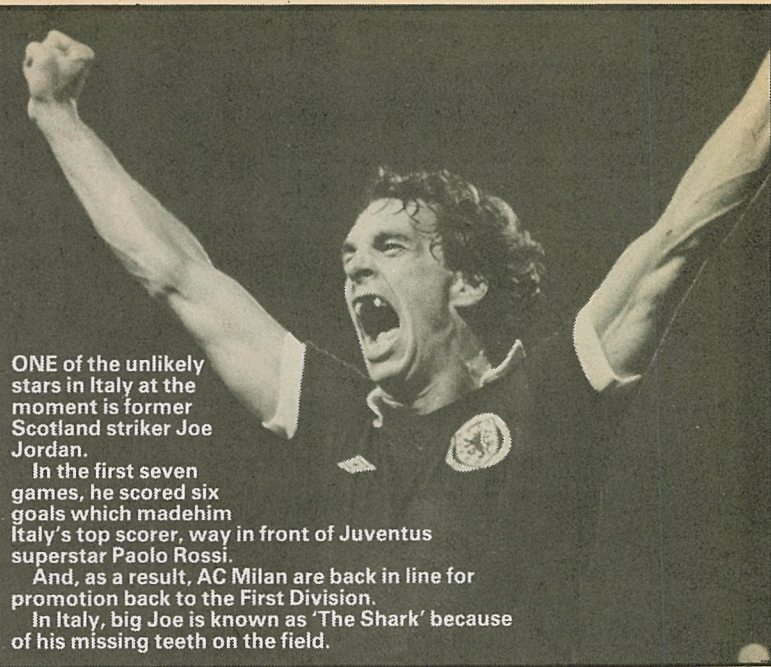 ONE of the unlikely
stars in Italy at the
moment is former
Scotland striker Joe
Jordan.
In the first seven
games, he scored six
goals which madehim
Italy's top scorer, way in front of Juventus
superstar Paolo Rossi.
And, as a result, AC Milan are back in line for
promotion back to the First Division.
In Italy, big Joe is known as 'The Shark' because
of his missing teeth on the field.